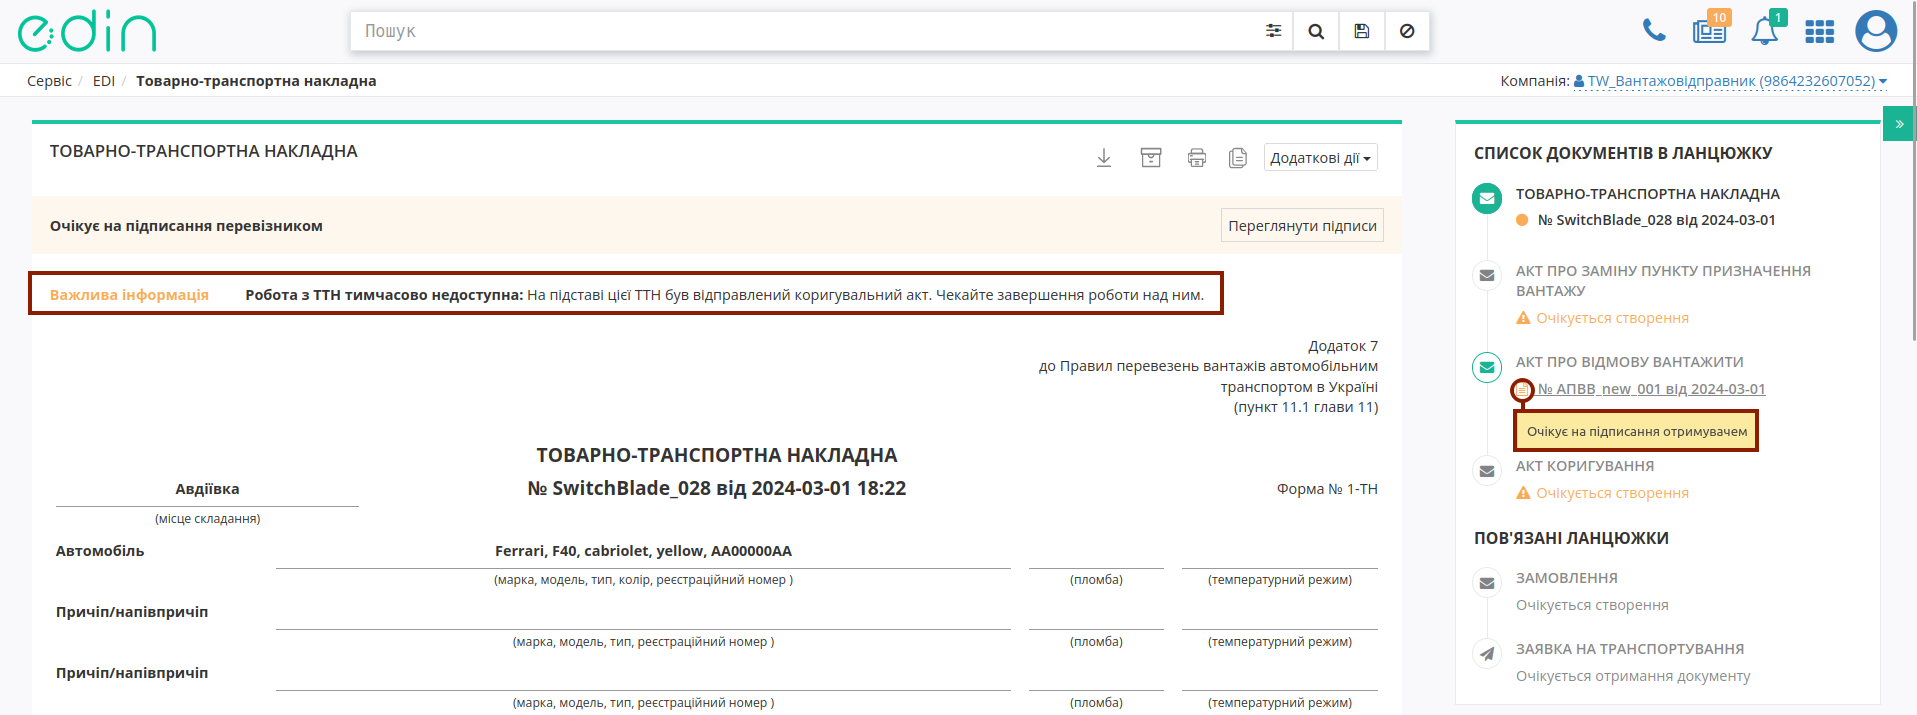 edin
Пошук
10
1
Сервіс / EDI / Товарно-транспортна накладна
Компанія: TW_Вантажовідправник (9864232607052)
»
ТОВАРНО-ТРАНСПОРТНА НАКЛАДНА
Додаткові дії
Очікує на підписання перевізником
Переглянути підписи
Важлива інформація
Робота з ТТН тимчасово недоступна: На підставі цієї ТТН був відправлений коригувальний акт. Чекайте завершення роботи над ним.
Додаток 7
до Правил перевезень вантажів автомобільним
транспортом в Україні
(пункт 11.1 глави 11)
ТОВАРНО-ТРАНСПОРТНА НАКЛАДНА
Авдіївка
№ SwitchBlade_028 від 2024-03-01 18:22
Форма № 1-ТН
(місце складання)
Автомобіль
Ferrari, F40, cabriolet, yellow, AA00000AA
(марка, модель, тип, колір, реєстраційний номер )
(пломба)
(температурний режим)
Причіп/напівпричіп
(марка, модель, тип, реєстраційний номер )
(пломба)
(температурний режим)
Причіп/напівпричіп
(марка, модель, тип, реєстраційний номер )
(пломба)
(температурний режим)
СПИСОК ДОКУМЕНТІВ В ЛАНЦЮЖКУ
ТОВАРНО-ТРАНСПОРТНА НАКЛАДНА
№ SwitchBlade_028 від 2024-03-01
АКТ ПРО ЗАМІНУ ПУНКТУ ПРИЗНАЧЕННЯ
ВАНТАЖУ
Очікується створення
АКТ ПРО ВІДМОВУ ВАНТАЖИТИ
№ АПВВ_new_001 від 2024-03-01
Очікує на підписання отримувачем
АКТ КОРИГУВАННЯ
Очікується створення
ПОВ'ЯЗАНІ ЛАНЦЮЖКИ
ЗАМОВЛЕННЯ
Очікується створення
ЗАЯВКА НА ТРАНСПОРТУВАННЯ
Очікується отримання документу